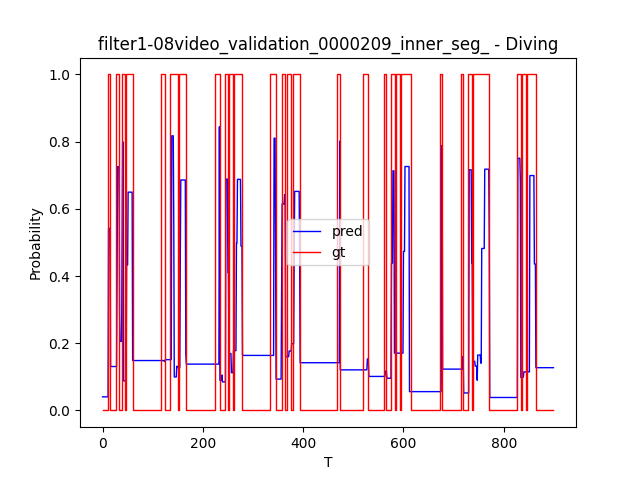 filter1-08video_validation_0000209_inner_seg_ - Diving
1.0
0.8
0.6
0.4
0.2
0.0
Probability
pred
gt
0
200
400
600
800
T